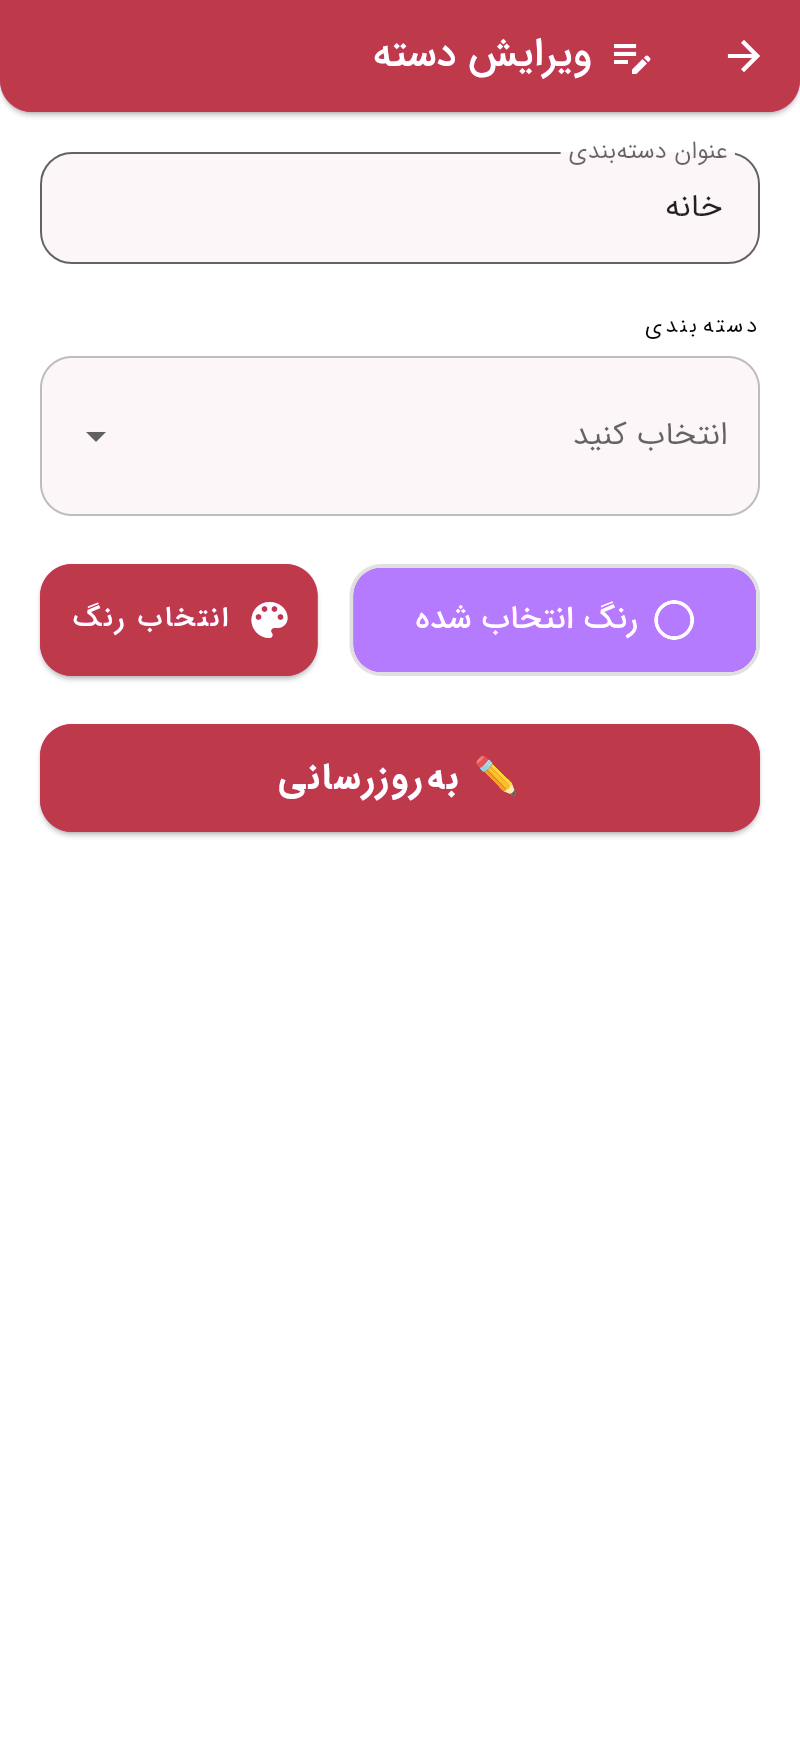 ویرایش دسته
عنوان دسته‌بندی
خانه
دسته بندی
انتخاب کنید
رنگ انتخاب شده
انتخاب رنگ
✏️ به‌روزرسانی